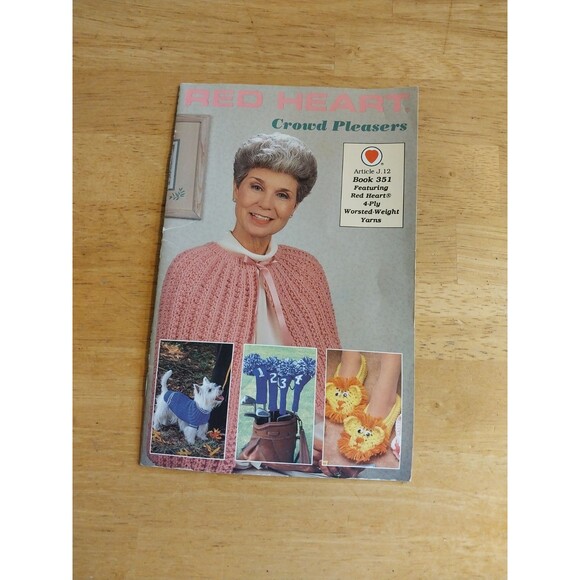 RED HEART
Crowd Pleasers
Article J.12
Book 351
Featuring
Red Heart®
4-Ply
Worsted-Weight
Yarns
1 2 3 4